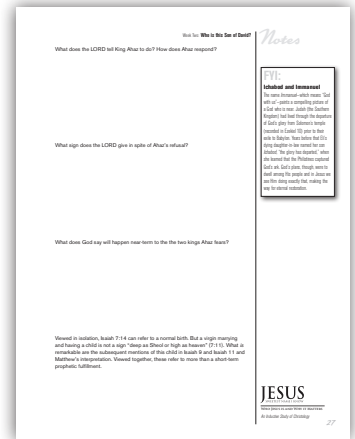 Week Two: Who is this Son of David?
Notes
What does the LORD tell King Ahaz to do? How does Ahaz respond?
What sign does the LORD give in spite of Ahaz's refusal?
What does God say will happen near-term to the the two kings Ahaz fears?
Viewed in isolation, Isaiah 7:14 can refer to a normal birth. But a virgin marrying
and having a child is not a sign "deep as Sheol or high as heaven" (7:11). What is
remarkable are the subsequent mentions of this child in Isaiah 9 and Isaiah 11 and
Matthew's interpretation. Viewed together, these refer to more than a short-term
prophetic fulfillment.
FYI:
Ichabod and Immanuel
The name Immanuel–which means "God
with us"–paints a compelling picture of
a God who is near. Judah (the Southern
Kingdom) had lived through the departure
of God's glory from Solomon's temple
(recorded in Ezekiel 10) prior to their
exile to Babylon. Years before that Eli's
dying daughter-in-law named her son
Ichabod "the glory has departed," when
she learned that the Philistines captured
God's ark. God's plans, though, were to
dwell among His people and in Jesus we
see Him doing exactly that, making the
way for eternal restoration.
JESUS
WHO JESUS IS AND WHY IT MATTERS
An Inductive Study of Christology
27